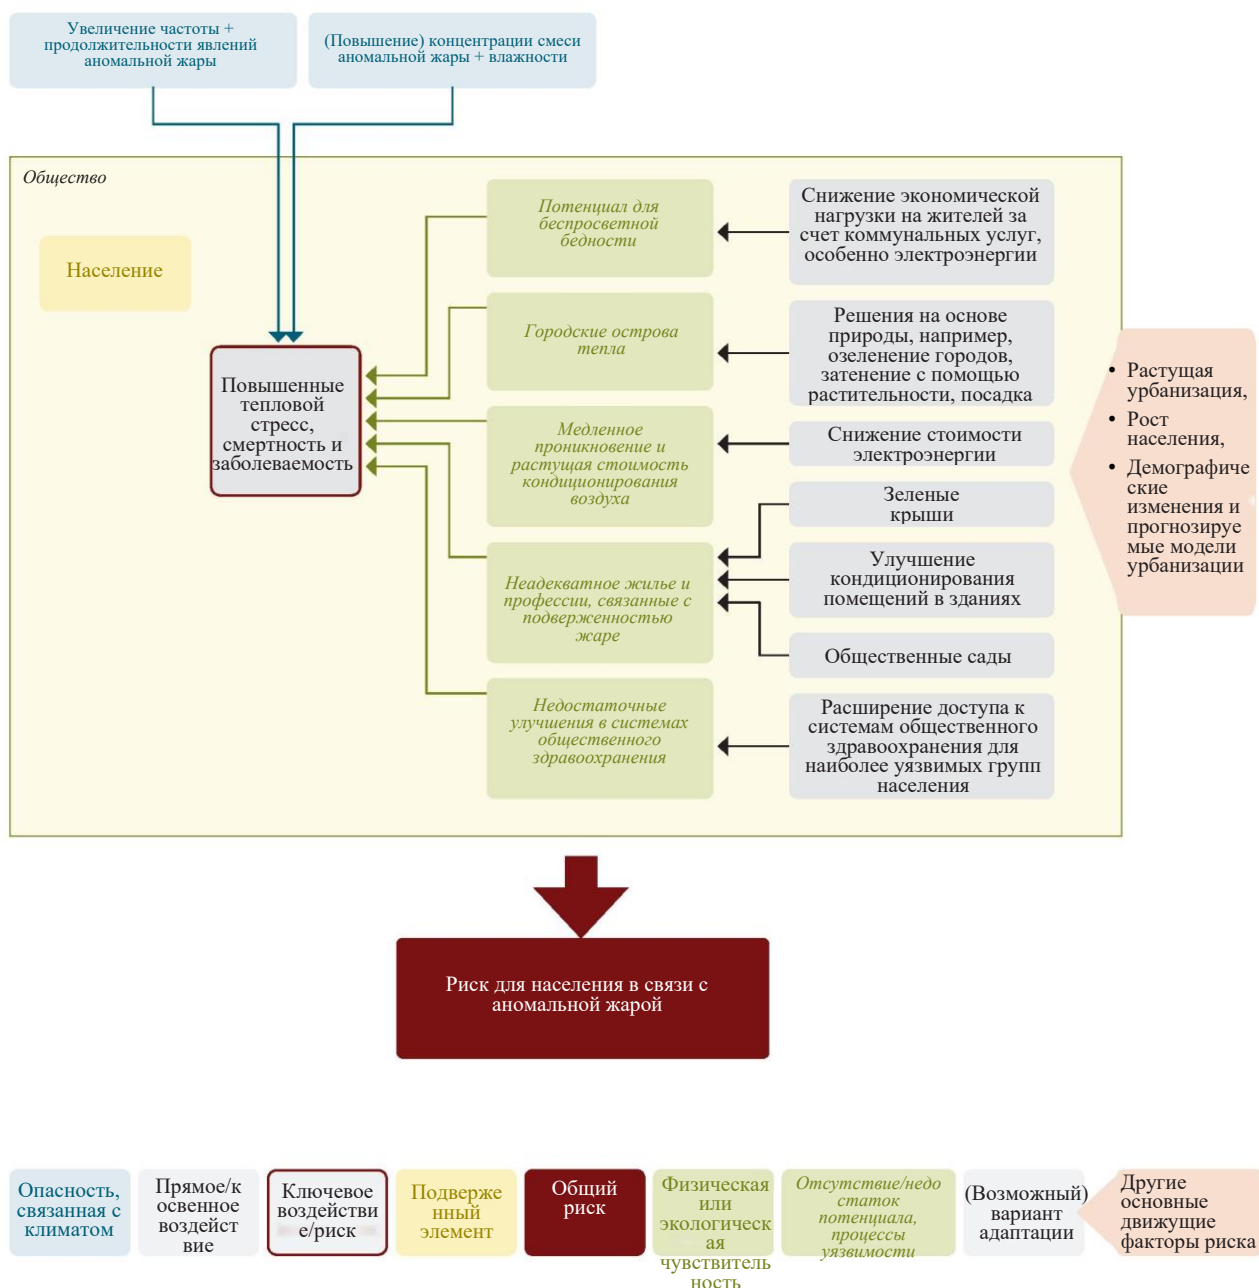 Увеличение частоты +
продолжительности явлений
аномальной жары
(Повышение) концентрации смеси
аномальной жары + влажности
Общество
Население
Повышенные
тепловой
стресс,
смертность и
заболеваемость
Потенциал для
беспросветной
бедности
Городские острова
тепла
Медленное
проникновение и
растущая стоимость
кондиционирования
воздуха
Неадекватное жилье и
профессии, связанные с
подверженностью
жаре
Недостаточные
улучшения в системах
общественного
здравоохранения
Снижение экономической
нагрузки на жителей за
счет коммунальных услуг,
особенно электроэнергии
Решения на основе
природы, например,
озеленение городов,
затенение с помощью
растительности, посадка
Снижение стоимости
электроэнергии
Зеленые
крыши
Улучшение
кондиционирования
помещений в зданиях
Общественные сады
Расширение доступа к
системам общественного
здравоохранения для
наиболее уязвимых групп
населения
• Растущая
урбанизация,
• Рост
населения,
• Демографиче
ские
изменения и
прогнозируе
мые модели
урбанизации
Риск для населения в связи с
аномальной жарой
Опасность,
связанная с
климатом
Прямое/к
освенное
воздейст
вие
Ключевое
воздействи
е/риск
Подверже
нный
элемент
Общий
риск
Физическая
или
экологическ
ая
чувствитель
ность
Отсутствие/недо
статок
потенциала,
процессы
уязвимости
(Возможный)
вариант
адаптации
Другие
основные
движущие
факторы риска